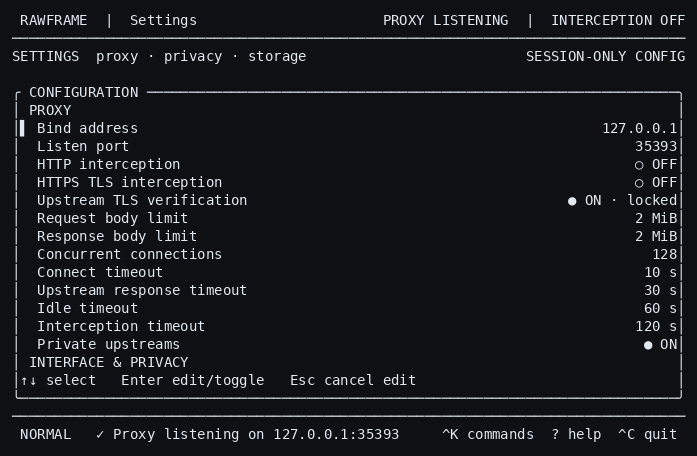 RAWFRAME | Settings PROXY LISTENING | INTERCEPTION OFF
SETTINGS proxy · privacy · storage SESSION-ONLY CONFIG
CONFIGURATION
PROXY
Bind address 127.0.0.1
Listen port 35393
HTTP interception ○ OFF
HTTPS TLS interception ○ OFF
Upstream TLS verification ● ON · locked
Request body limit 2 MiB
Response body limit 2 MiB
Concurrent connections 128
Connect timeout 10 s
Upstream response timeout 30 s
Idle timeout 60 s
Interception timeout 120 s
Private upstreams ● ON
INTERFACE & PRIVACY
↑↓ select Enter edit/toggle Esc cancel edit
NORMAL ✓ Proxy listening on 127.0.0.1:35393 ^K commands ? help ^C quit